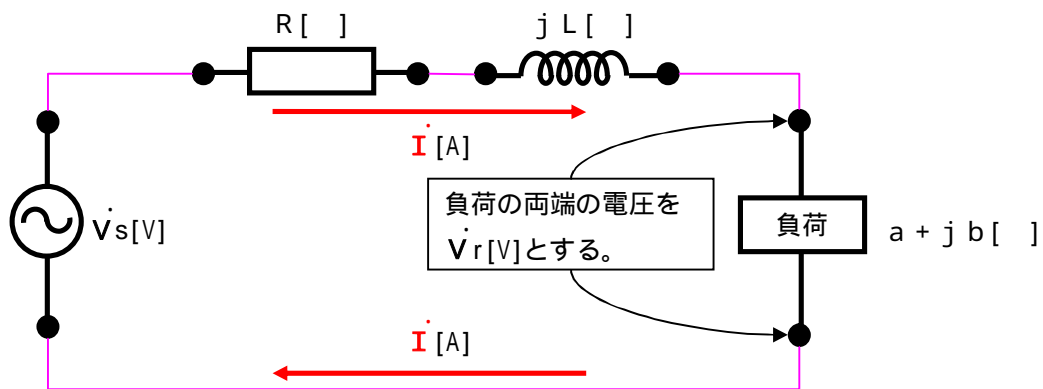 R[ ]
jL[ ]
İ[A]
V̇s[V]
負荷の両端の電圧を
V̇r[V]とする。
負荷
a+jb[ ]
İ[A]